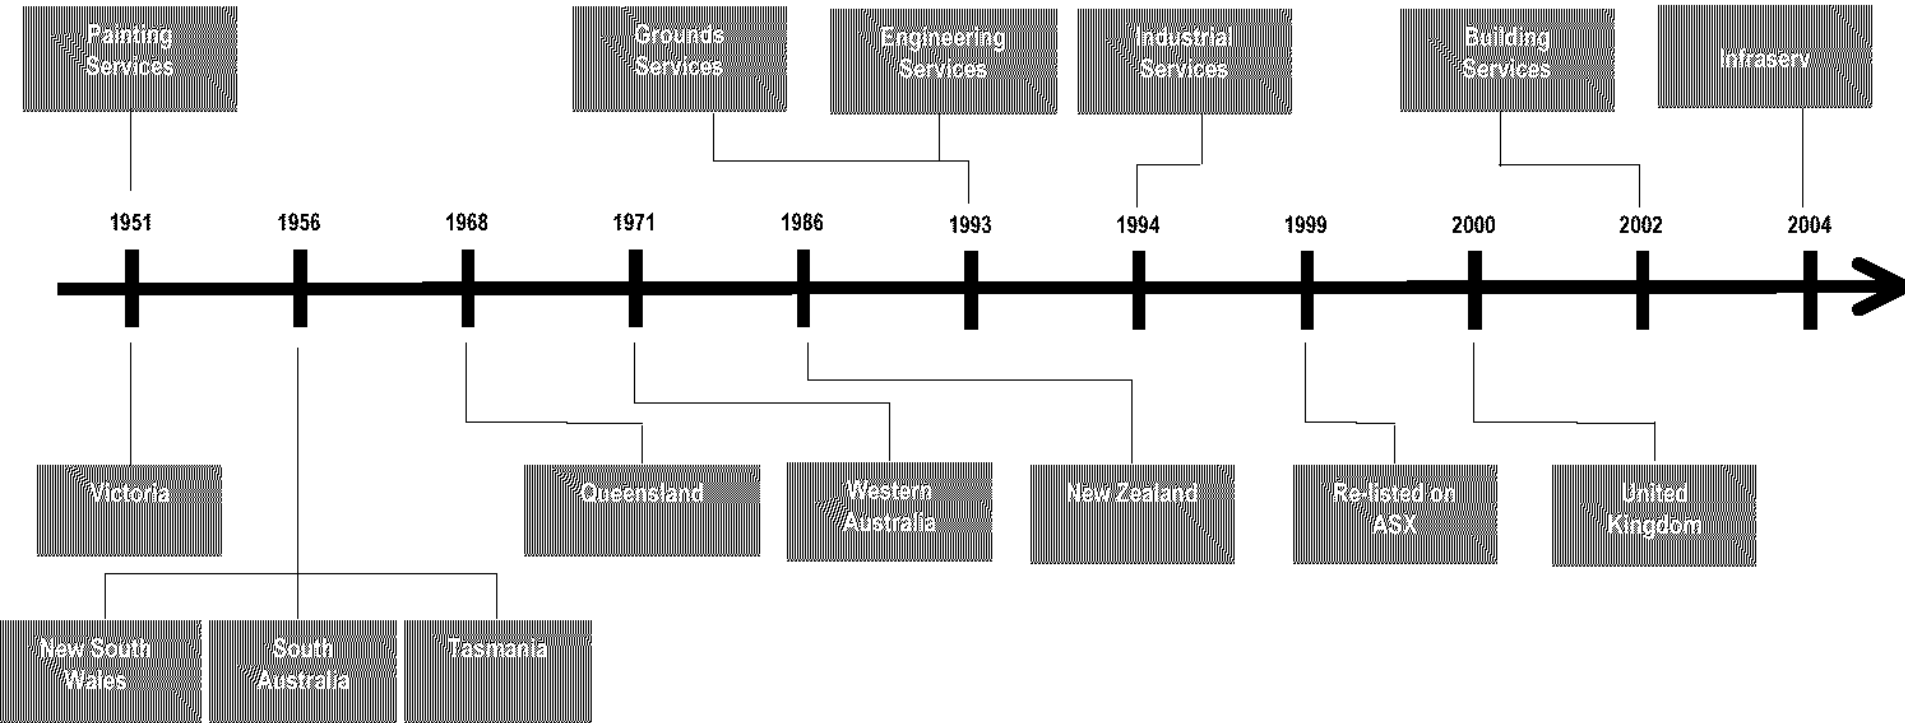 Painting
Services
Grounds
Services
Engineering
Services
Industrial
Services
Building
Services
Infraserv
1951
1956
1968
1971
1986
1993
1994
1999
2000
2002
2004
Victoria
Queensland
Western
Australia
New Zealand
Re-listed on
ASX
United
Kingdom
New South
Wales
South
Australia
Tasmania